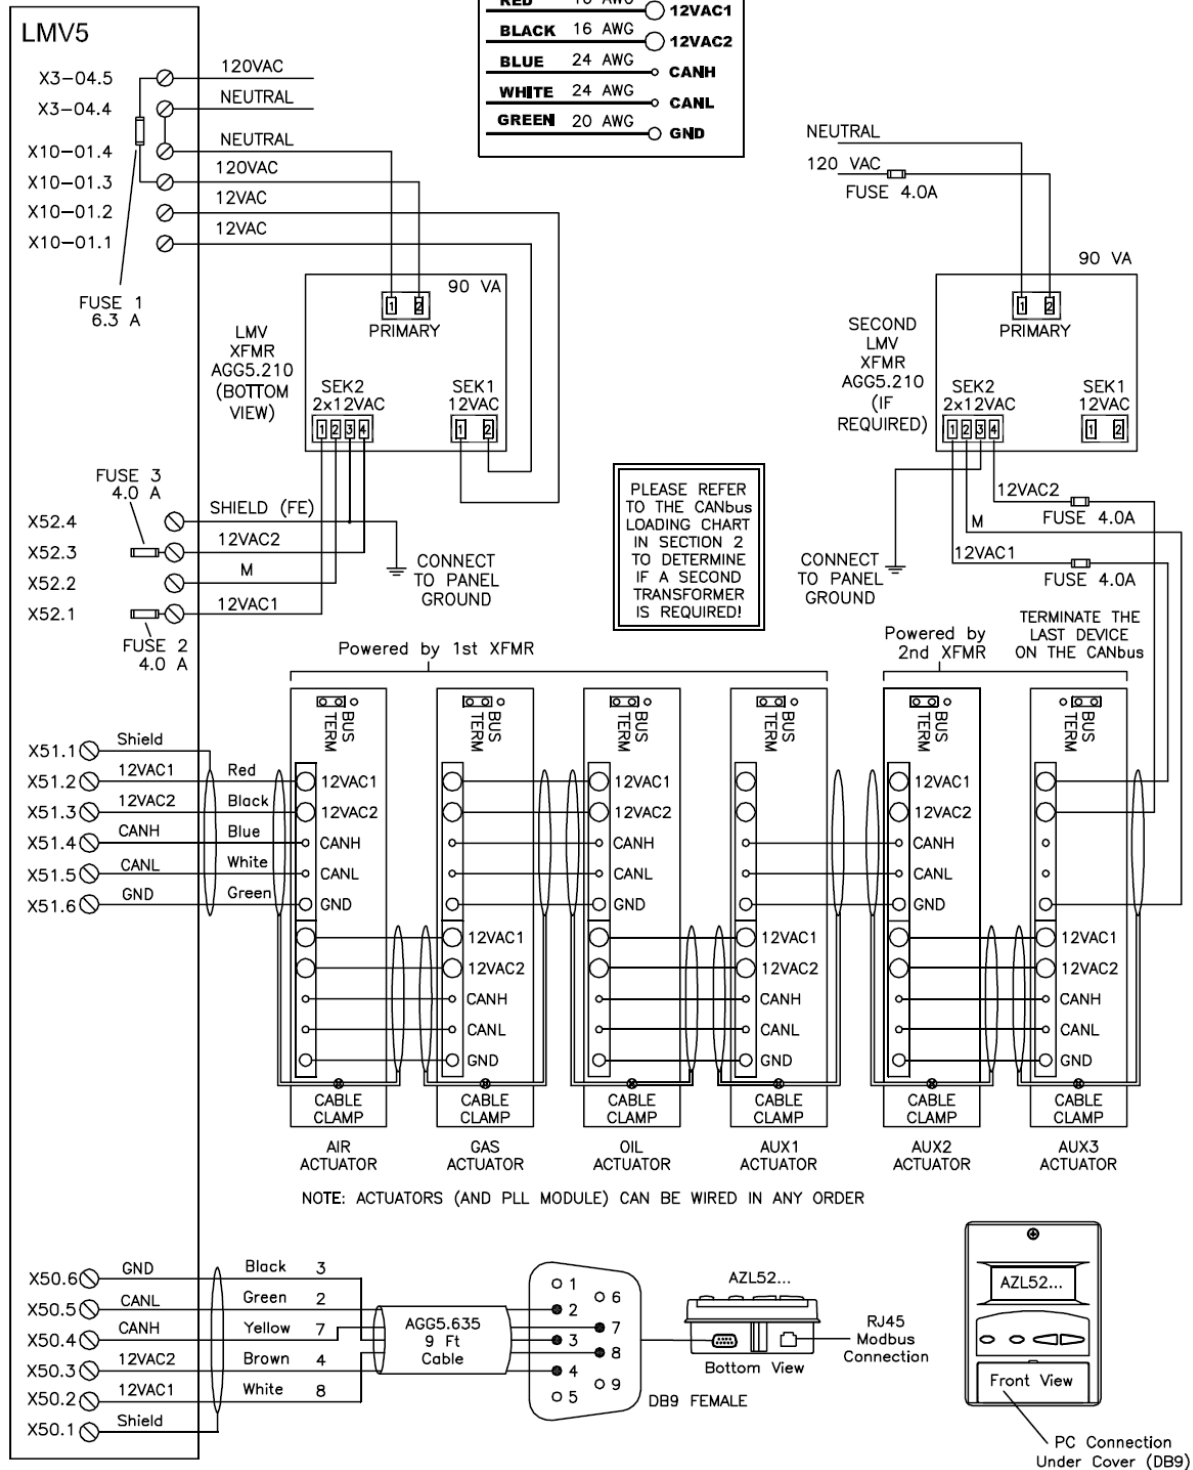 LMV5
RED 16 AWG 12VAC1
BLACK 16 AWG 12VAC2
BLUE 24 AWG CANH
WHITE 24 AWG CANL
GREEN 20 AWG GND
X3-04.5 120VAC
X3-04.4 NEUTRAL
X10-01.4 NEUTRAL
X10-01.3 120VAC
X10-01.2 12VAC
X10-01.1 12VAC
FUSE 1
6.3 A
NEUTRAL
120 VAC
FUSE 4.0A
90 VA
1 2
PRIMARY
LMV
XFMR
AGG5.210
(BOTTOM
VIEW)
SEK2
2x12VAC
1 2 3 4
SEK1
12VAC
1 2
90 VA
1 2
PRIMARY
SECOND
LMV
XFMR
AGG5.210
(IF
REQUIRED)
SEK2
2x12VAC
1 2 3 4
SEK1
12VAC
1 2
FUSE 3
4.0 A
X52.4 SHIELD (FE)
X52.3 12VAC2
X52.2 M
X52.1 12VAC1
FUSE 2
4.0 A
CONNECT
TO PANEL
GROUND
PLEASE REFER
TO THE CANbus
LOADING CHART
IN SECTION 2
TO DETERMINE
IF A SECOND
TRANSFORMER
IS REQUIRED!
12VAC2
FUSE 4.0A
M
12VAC1
FUSE 4.0A
CONNECT
TO PANEL
GROUND
TERMINATE THE
LAST DEVICE
ON THE CANbus
Powered by 1st XFMR
Powered by
2nd XFMR
BUS
TERM
BUS
TERM
BUS
TERM
BUS
TERM
BUS
TERM
BUS
TERM
X51.1 Shield
X51.2 12VAC1 Red
X51.3 12VAC2 Black
X51.4 CANH Blue
X51.5 CANL White
X51.6 GND Green
12VAC1
12VAC2
CANH
CANL
GND
12VAC1
12VAC2
CANH
CANL
GND
12VAC1
12VAC2
CANH
CANL
GND
12VAC1
12VAC2
CANH
CANL
GND
12VAC1
12VAC2
CANH
CANL
GND
12VAC1
12VAC2
CANH
CANL
GND
CABLE
CLAMP
CABLE
CLAMP
CABLE
CLAMP
CABLE
CLAMP
CABLE
CLAMP
CABLE
CLAMP
AIR
ACTUATOR
GAS
ACTUATOR
OIL
ACTUATOR
AUX1
ACTUATOR
AUX2
ACTUATOR
AUX3
ACTUATOR
NOTE: ACTUATORS (AND PLL MODULE) CAN BE WIRED IN ANY ORDER
X50.6 GND Black 3
X50.5 CANL Green 2
X50.4 CANH Yellow 7
X50.3 12VAC2 Brown 4
X50.2 12VAC1 White 8
X50.1 Shield
AGG5.635
9 Ft
Cable
1
6
2
7
3
8
4
9
5
DB9 FEMALE
AZL52...
Bottom View
RJ45
Modbus
Connection
AZL52...
Front View
PC Connection
Under Cover (DB9)